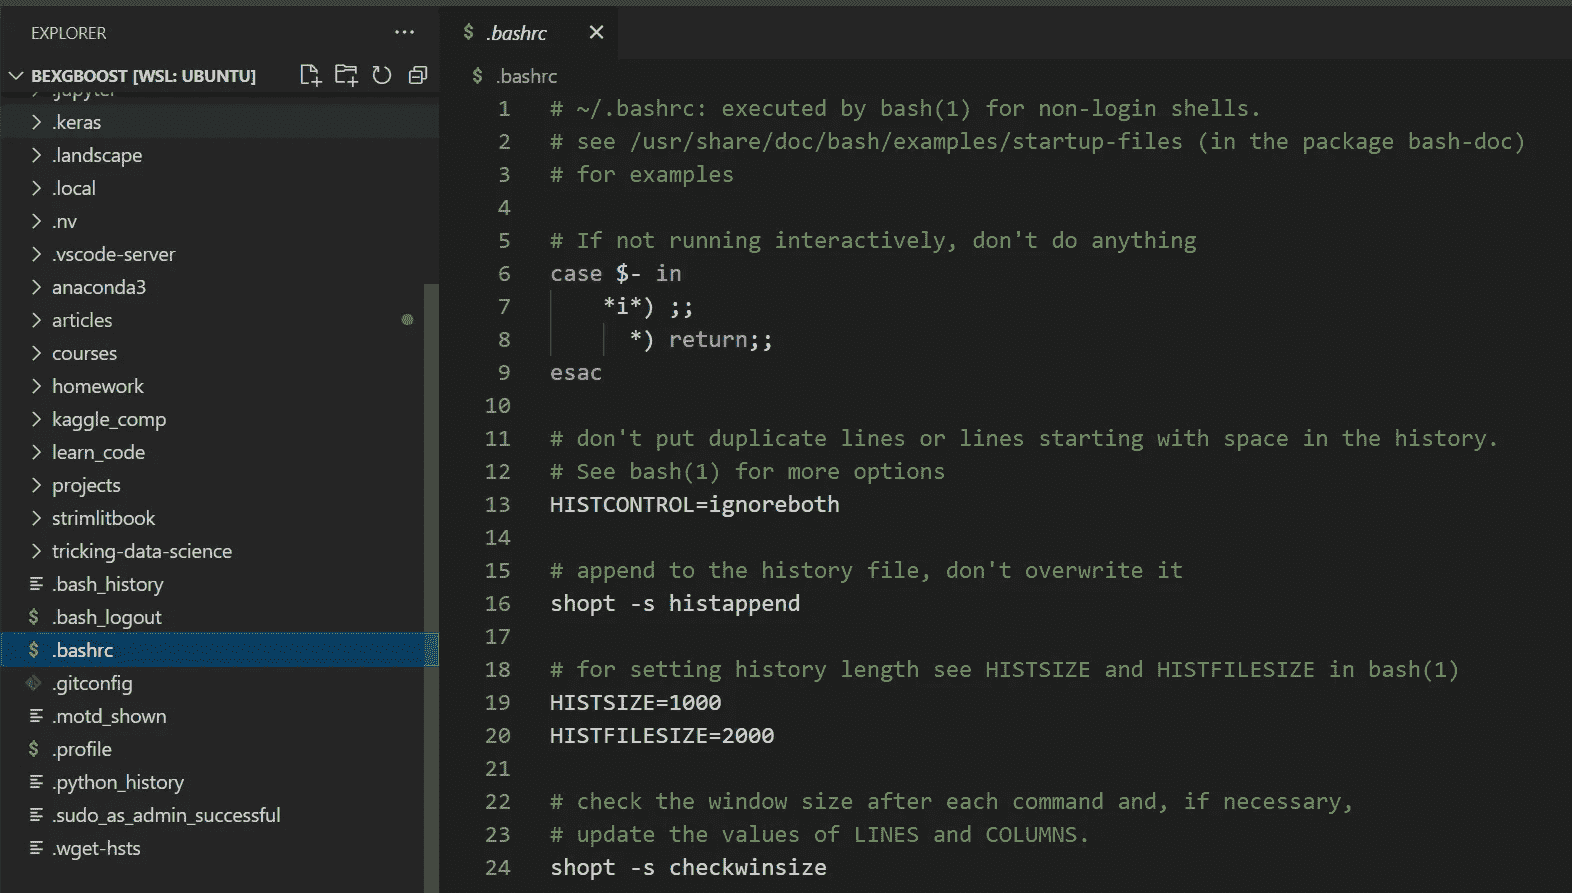 EXPLORER
BEXGBOOST [WSL: UBUNTU]
.jupyter
.keras
.landscape
.local
.nv
.vscode-server
anaconda3
articles
courses
homework
kaggle_comp
learn_code
projects
strimlitbook
tricking-data-science
.bash_history
$ .bash_logout
$ .bashrc
.gitconfig
.motd_shown
$ .profile
.python_history
.sudo_as_admin_successful
.wget-hsts
$ .bashrc
$ .bashrc
1 # ~/.bashrc: executed by bash(1) for non-login shells.
2 # see /usr/share/doc/bash/examples/startup-files (in the package bash-doc)
3 # for examples
4
5 # If not running interactively, don't do anything
6 case $- in
7 *i*) ;;
8 *) return;;
9 esac
10
11 # don't put duplicate lines or lines starting with space in the history.
12 # See bash(1) for more options
13 HISTCONTROL=ignoreboth
14
15 # append to the history file, don't overwrite it
16 shopt -s histappend
17
18 # for setting history length see HISTSIZE and HISTFILESIZE in bash(1)
19 HISTSIZE=1000
20 HISTFILESIZE=2000
21
22 # check the window size after each command and, if necessary,
23 # update the values of LINES and COLUMNS.
24 shopt -s checkwinsize